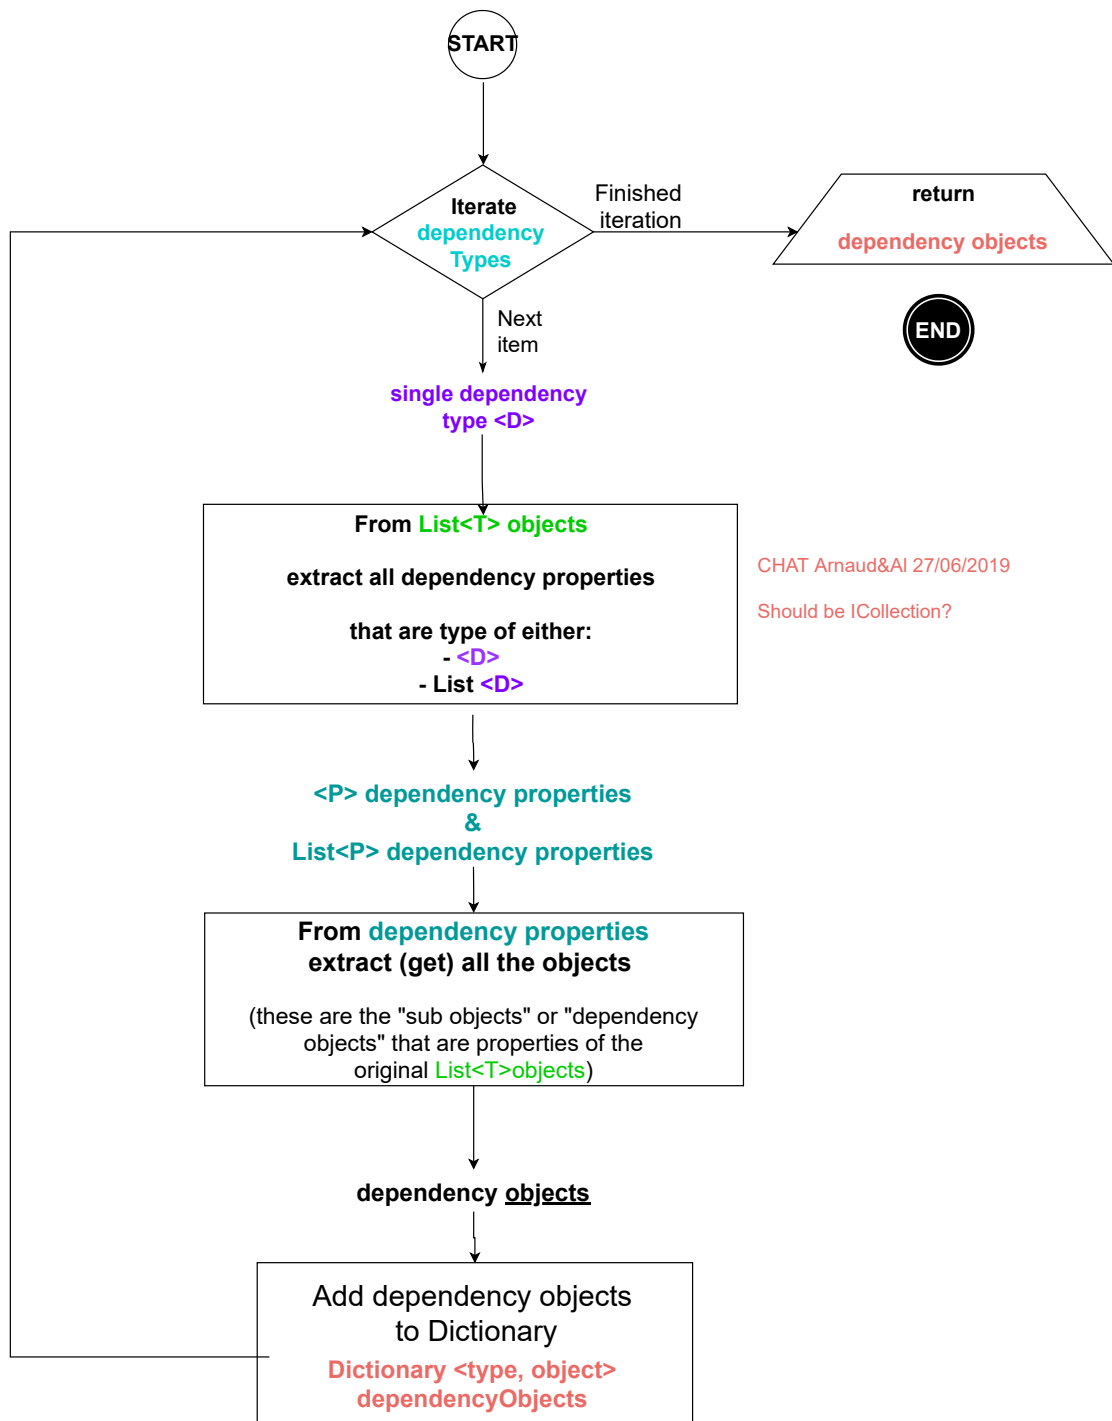 START
Iterate
dependency
Types
Finished
iteration
return
dependency objects
END
Next
item
single dependency
type <D>
From List<T> objects
extract all dependency properties
that are type of either:
- <D>
- List <D>
CHAT Arnaud&Al 27/06/2019
Should be ICollection?
<P> dependency properties
&
List<P> dependency properties
From dependency properties
extract (get) all the objects
(these are the "sub objects" or "dependency
objects" that are properties of the
original List<T>objects)
dependency objects
Add dependency objects
to Dictionary
Dictionary <type, object>
dependencyObjects